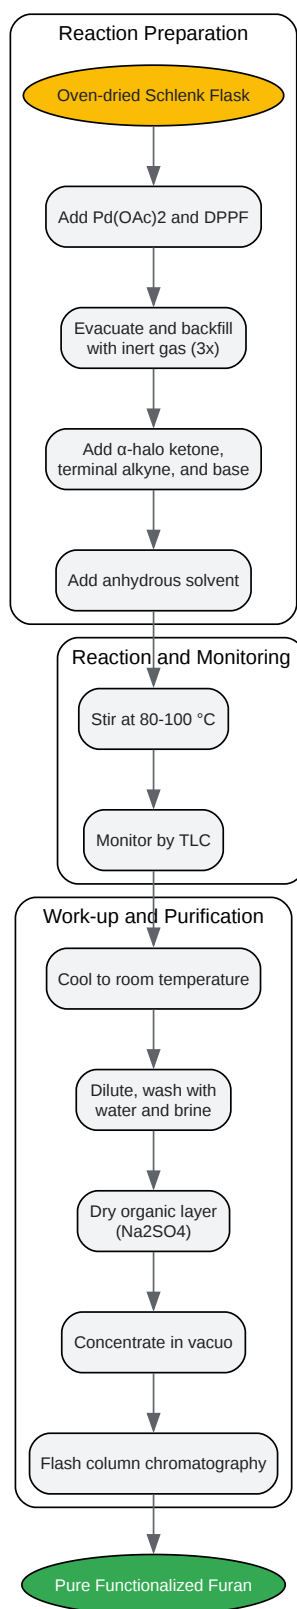 Reaction Preparation
Oven-dried Schlenk Flask
Add Pd(OAc)2 and DPPF
Evacuate and backfill
with inert gas (3x)
Add α-halo ketone,
terminal alkyne, and base
Add anhydrous solvent
Reaction and Monitoring
Stir at 80-100 °C
Monitor by TLC
Work-up and Purification
Cool to room temperature
Dilute, wash with
water and brine
Dry organic layer
(Na2SO4)
Concentrate in vacuo
Flash column chromatography
Pure Functionalized Furan